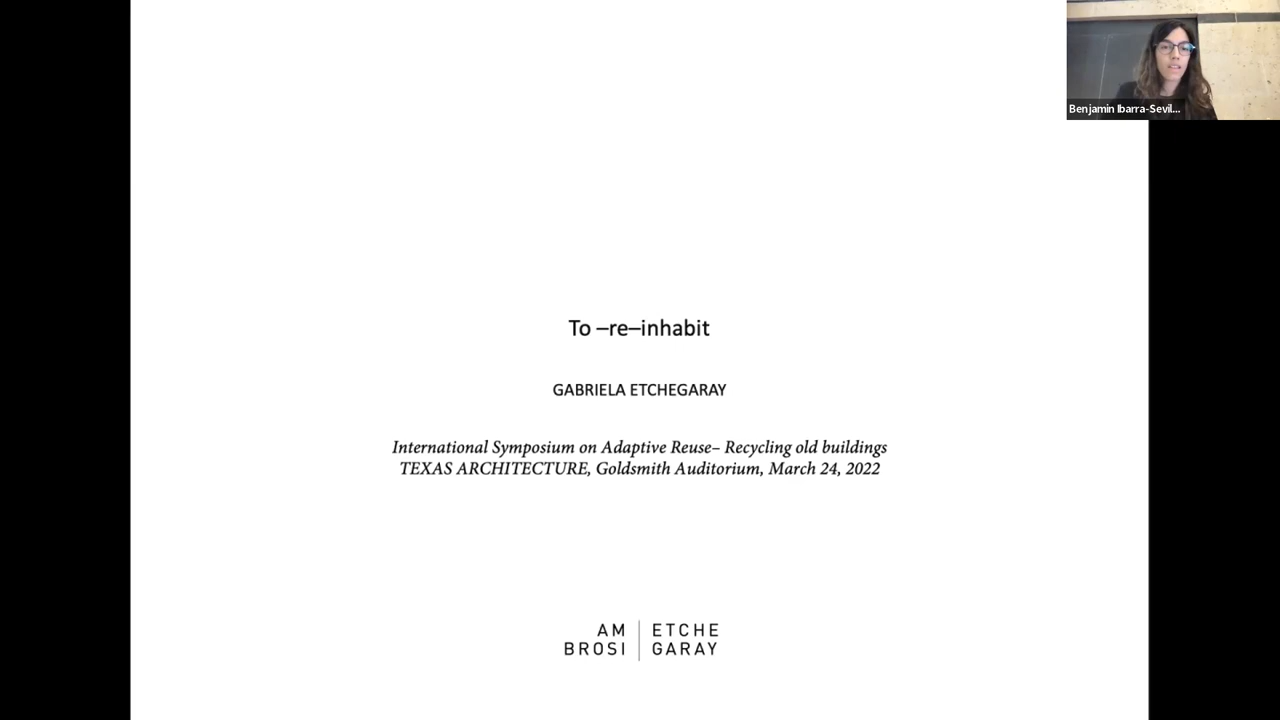 Benjamin Ibarra-Sevil...
To –re–inhabit
GABRIELA ETCHEGARAY
International Symposium on Adaptive Reuse– Recycling old buildings
TEXAS ARCHITECTURE, Goldsmith Auditorium, March 24, 2022
AM
BROSI
ETCHE
GARAY